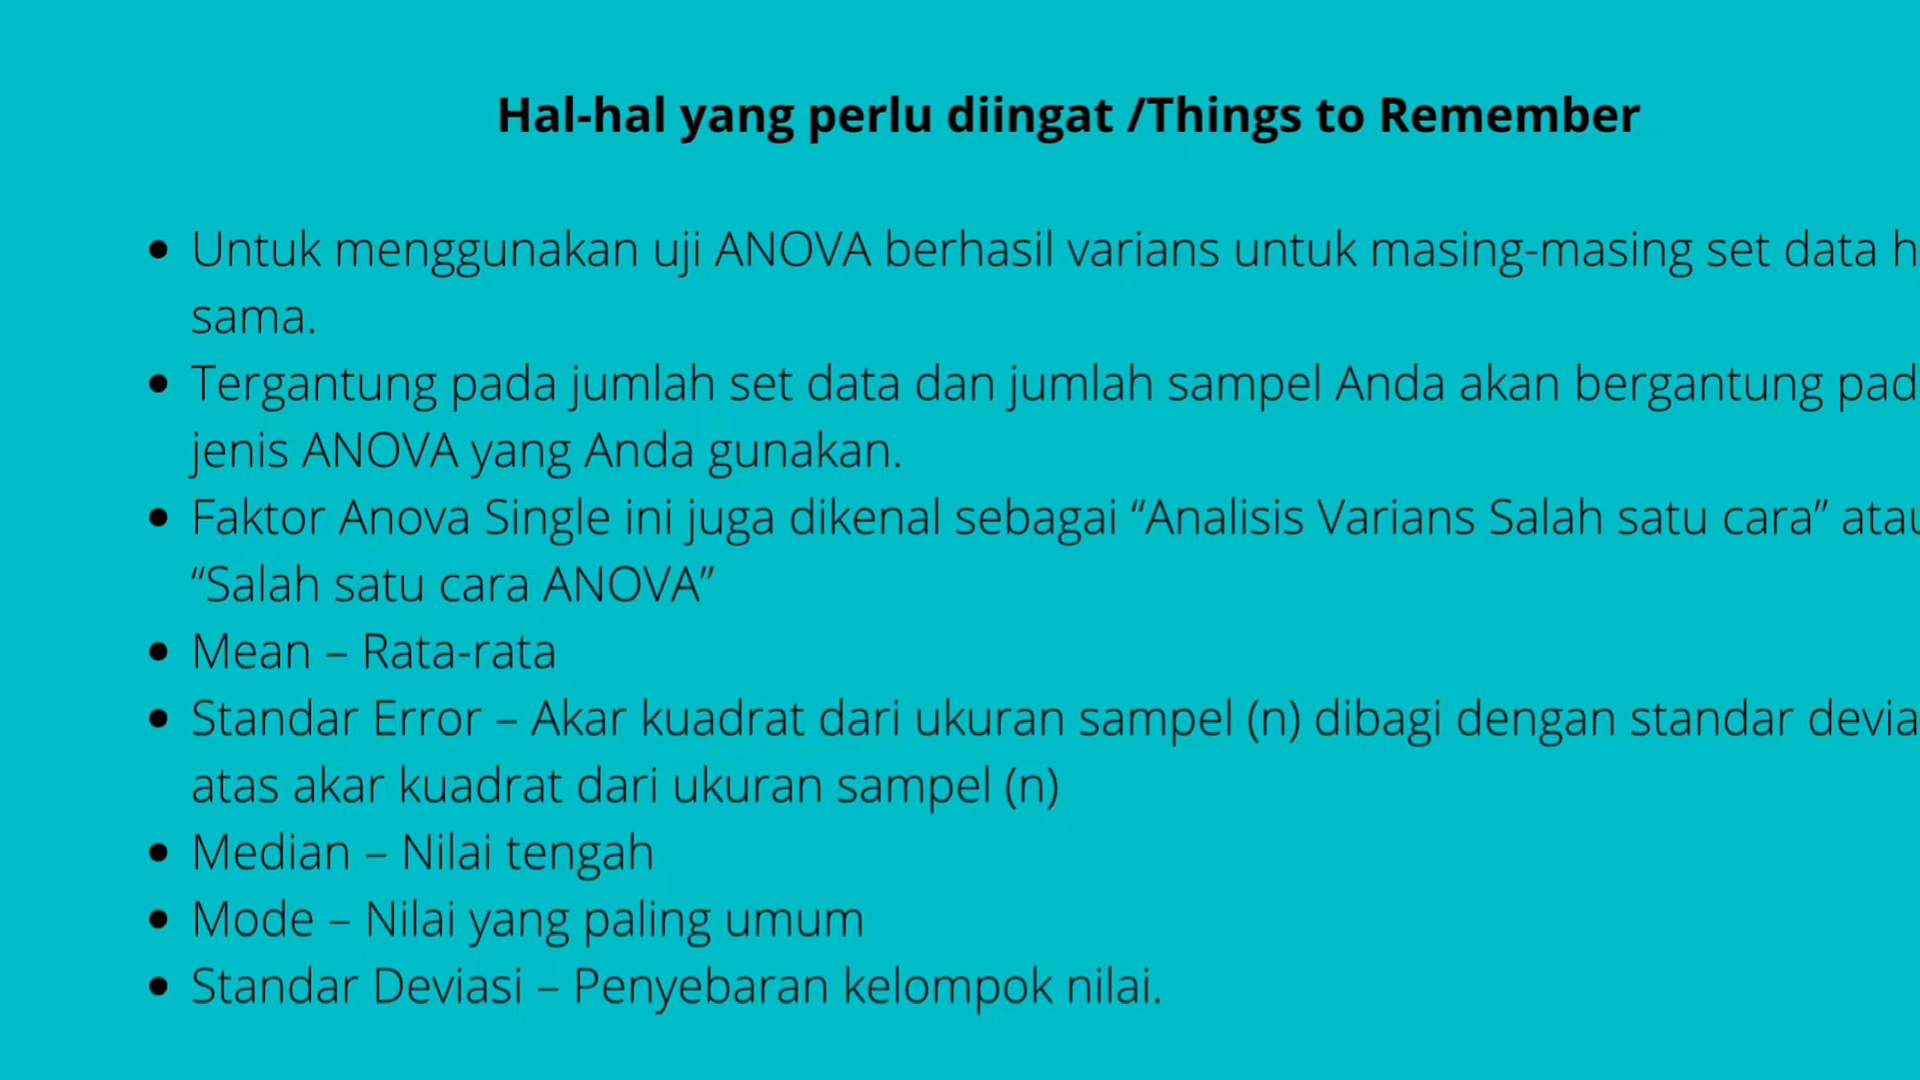 Hal-hal yang perlu diingat /Things to Remember
Untuk menggunakan uji ANOVA berhasil varians untuk masing-masing set data
sama.
Tergantung pada jumlah set data dan jumlah sampel Anda akan bergantung
jenis ANOVA yang Anda gunakan.
Faktor Anova Single ini juga dikenal sebagai “Analisis Varians Salah satu cara” atau
“Salah satu cara ANOVA”
Mean – Rata-rata
Standar Error – Akar kuadrat dari ukuran sampel (n) dibagi dengan standar
atas akar kuadrat dari ukuran sampel (n)
Median – Nilai tengah
Mode – Nilai yang paling umum
Standar Deviasi – Penyebaran kelompok nilai.